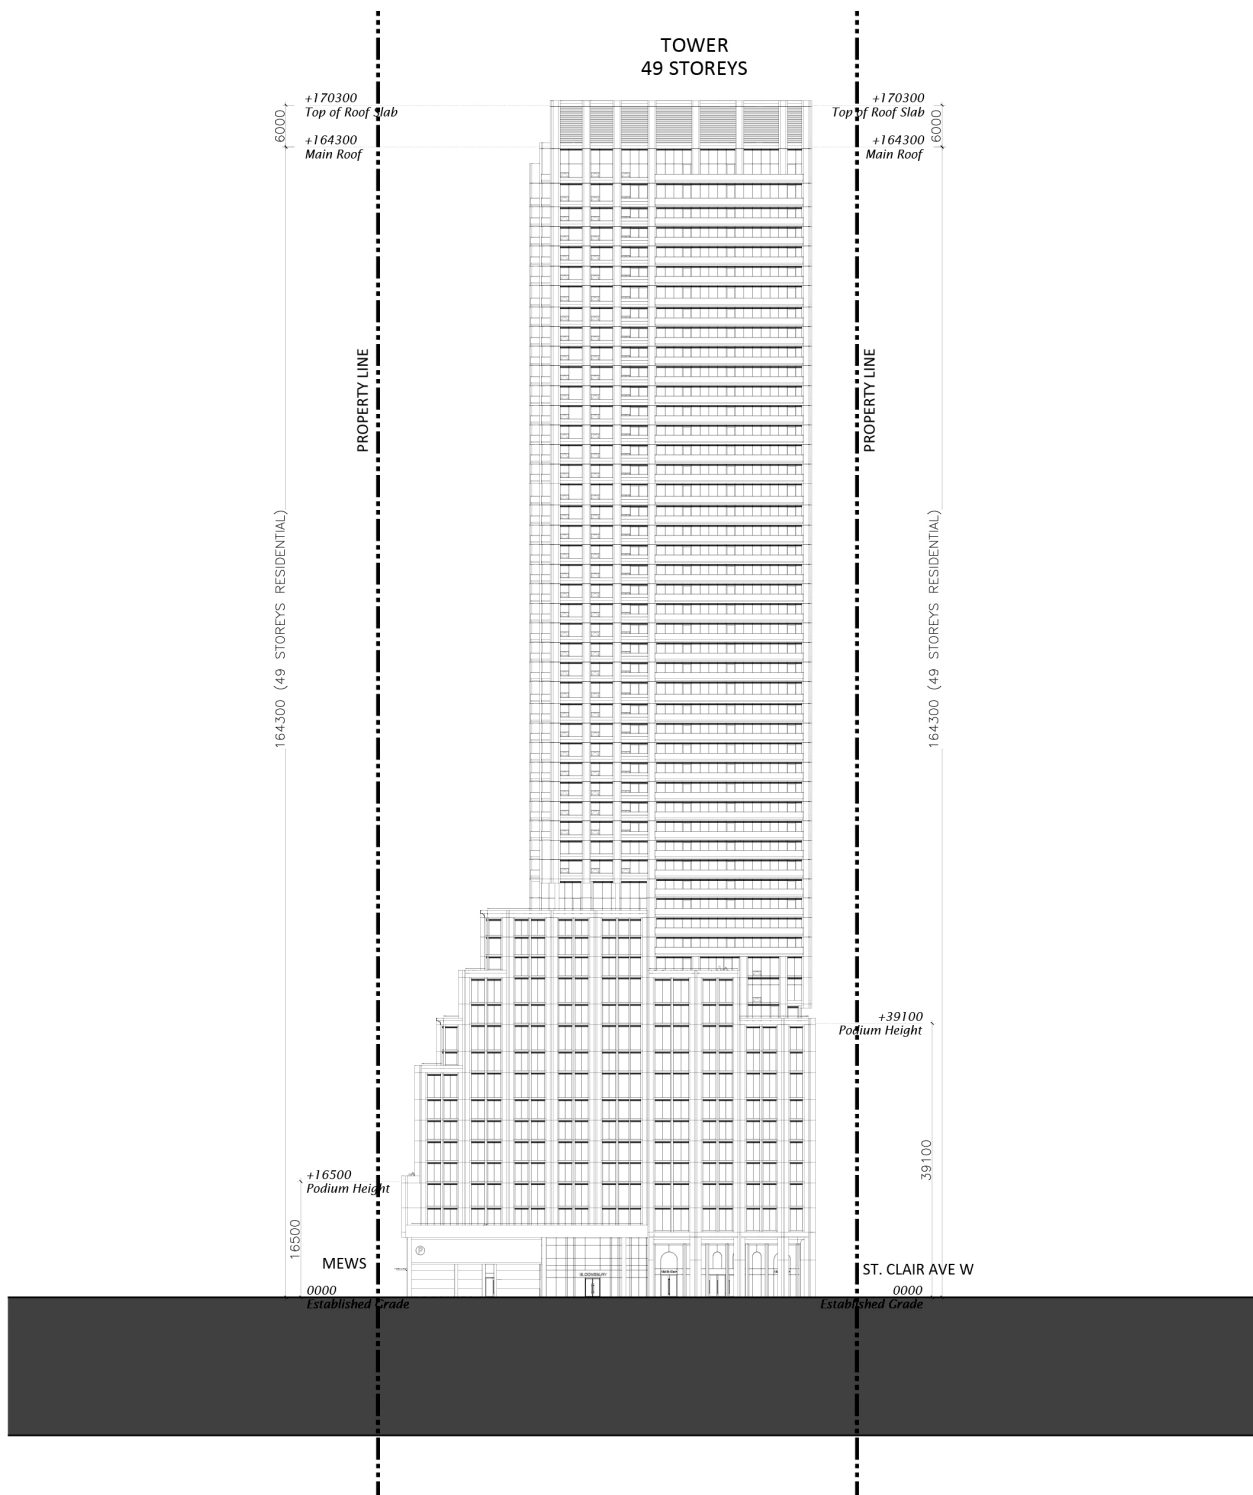 TOWER
49 STOREYS
+170300
Top of Roof Slab
+170300
Top of Roof Slab
6000
6000
+164300
Main Roof
+164300
Main Roof
PROPERTY LINE
PROPERTY LINE
164300 (49 STOREYS RESIDENTIAL)
164300 (49 STOREYS RESIDENTIAL)
+39100
Podium Height
39100
+16500
Podium Height
16500
P
MEWS
ST. CLAIR AVE W
BLOOMSBURY
0000
Established Grade
0000
Established Grade